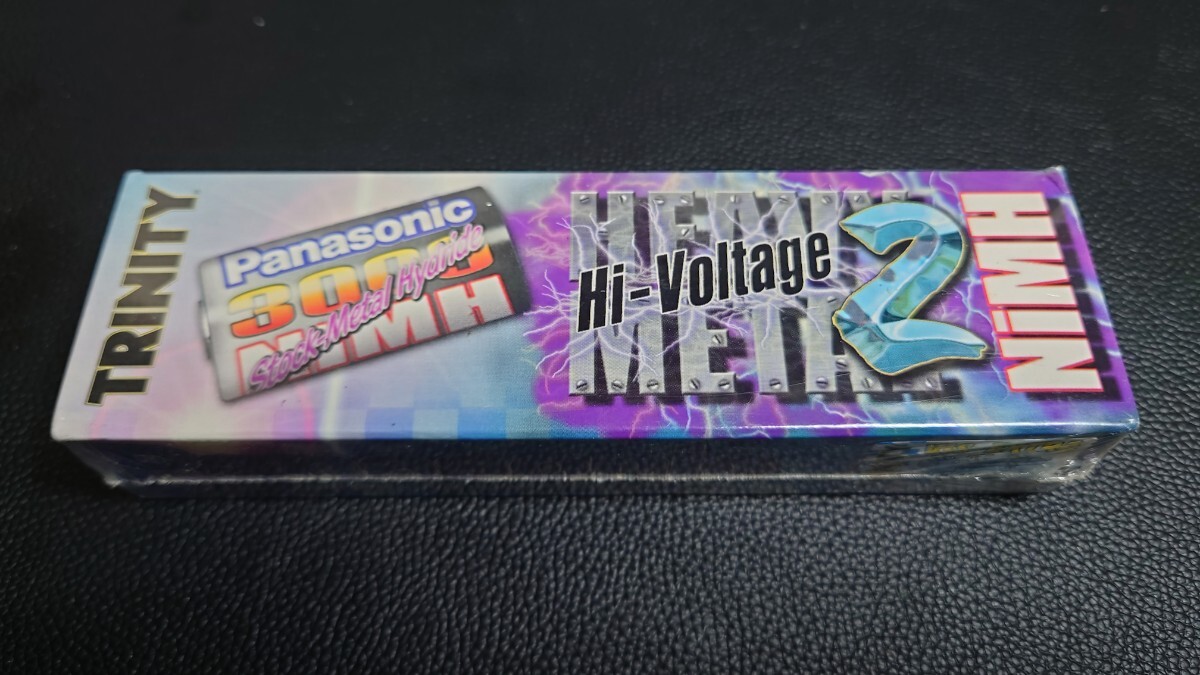 TRINITY
Panasonic
3000
NiMH
Stock-Metal Hydride
HEAVY
Hi-Voltage
METAL
2
NiMH